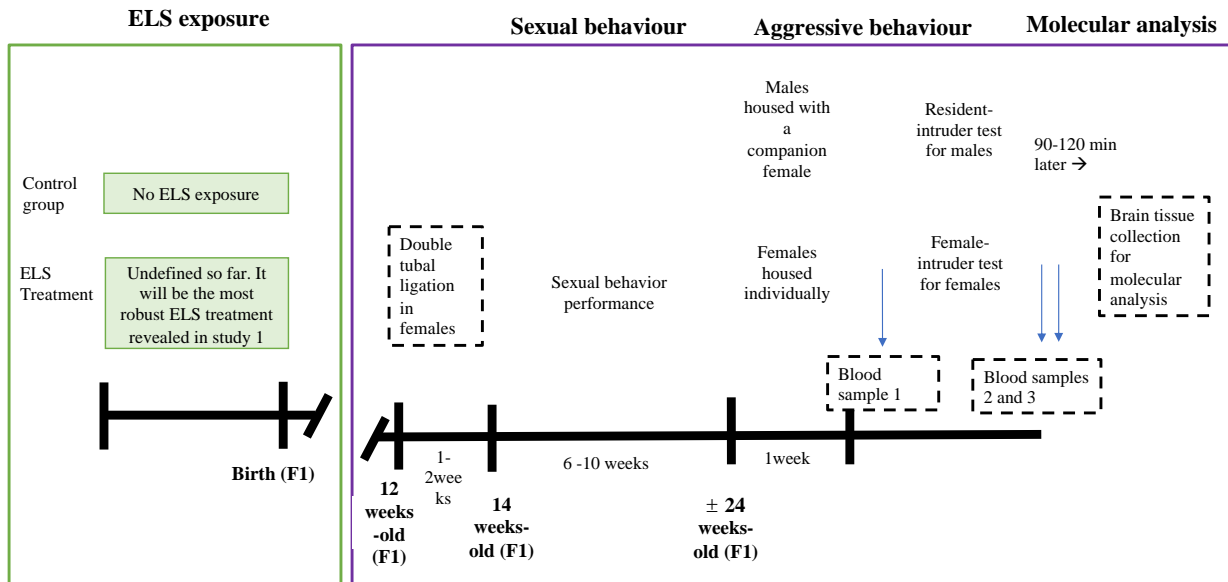 ELS exposure
Sexual behaviour
Aggressive behaviour
Molecular analysis
Control
group
No ELS exposure
ELS
Treatment
Undefined so far. It
will be the most
robust ELS treatment
revealed in study 1
Birth (F1)
Double
tubal
ligation
in
females
Sexual behavior
performance
Males
housed with
a
companion
female
Females
housed
individually
Resident-
intruder test
for males
Female-
intruder test
for females
90-120 min
later →
Brain tissue
collection
for
molecular
analysis
Blood
sample 1
Blood samples
2 and 3
1-
2wee
ks
6 -10 weeks
1week
12
weeks
-old
(F1)
14
weeks-
old (F1)
± 24
weeks-
old (F1)